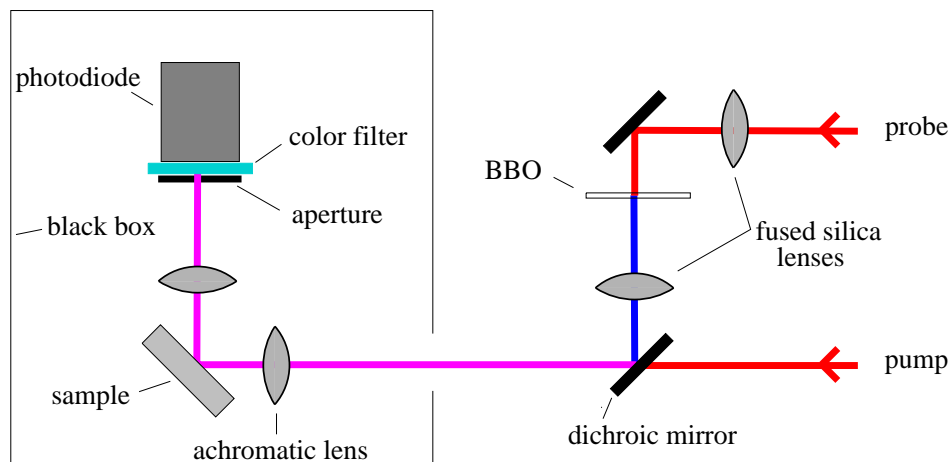 photodiode
color filter
aperture
black box
sample
achromatic lens
BBO
probe
fused silica
lenses
pump
dichroic mirror